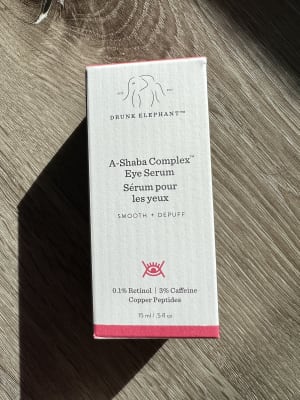 DRUNK ELEPHANT™
A-Shaba Complex™
Eye Serum
Sérum pour
les yeux
SMOOTH + DEPUFF
0.1% Retinol | 3% Caffeine
Copper Peptides
15 ml / .5 fl oz